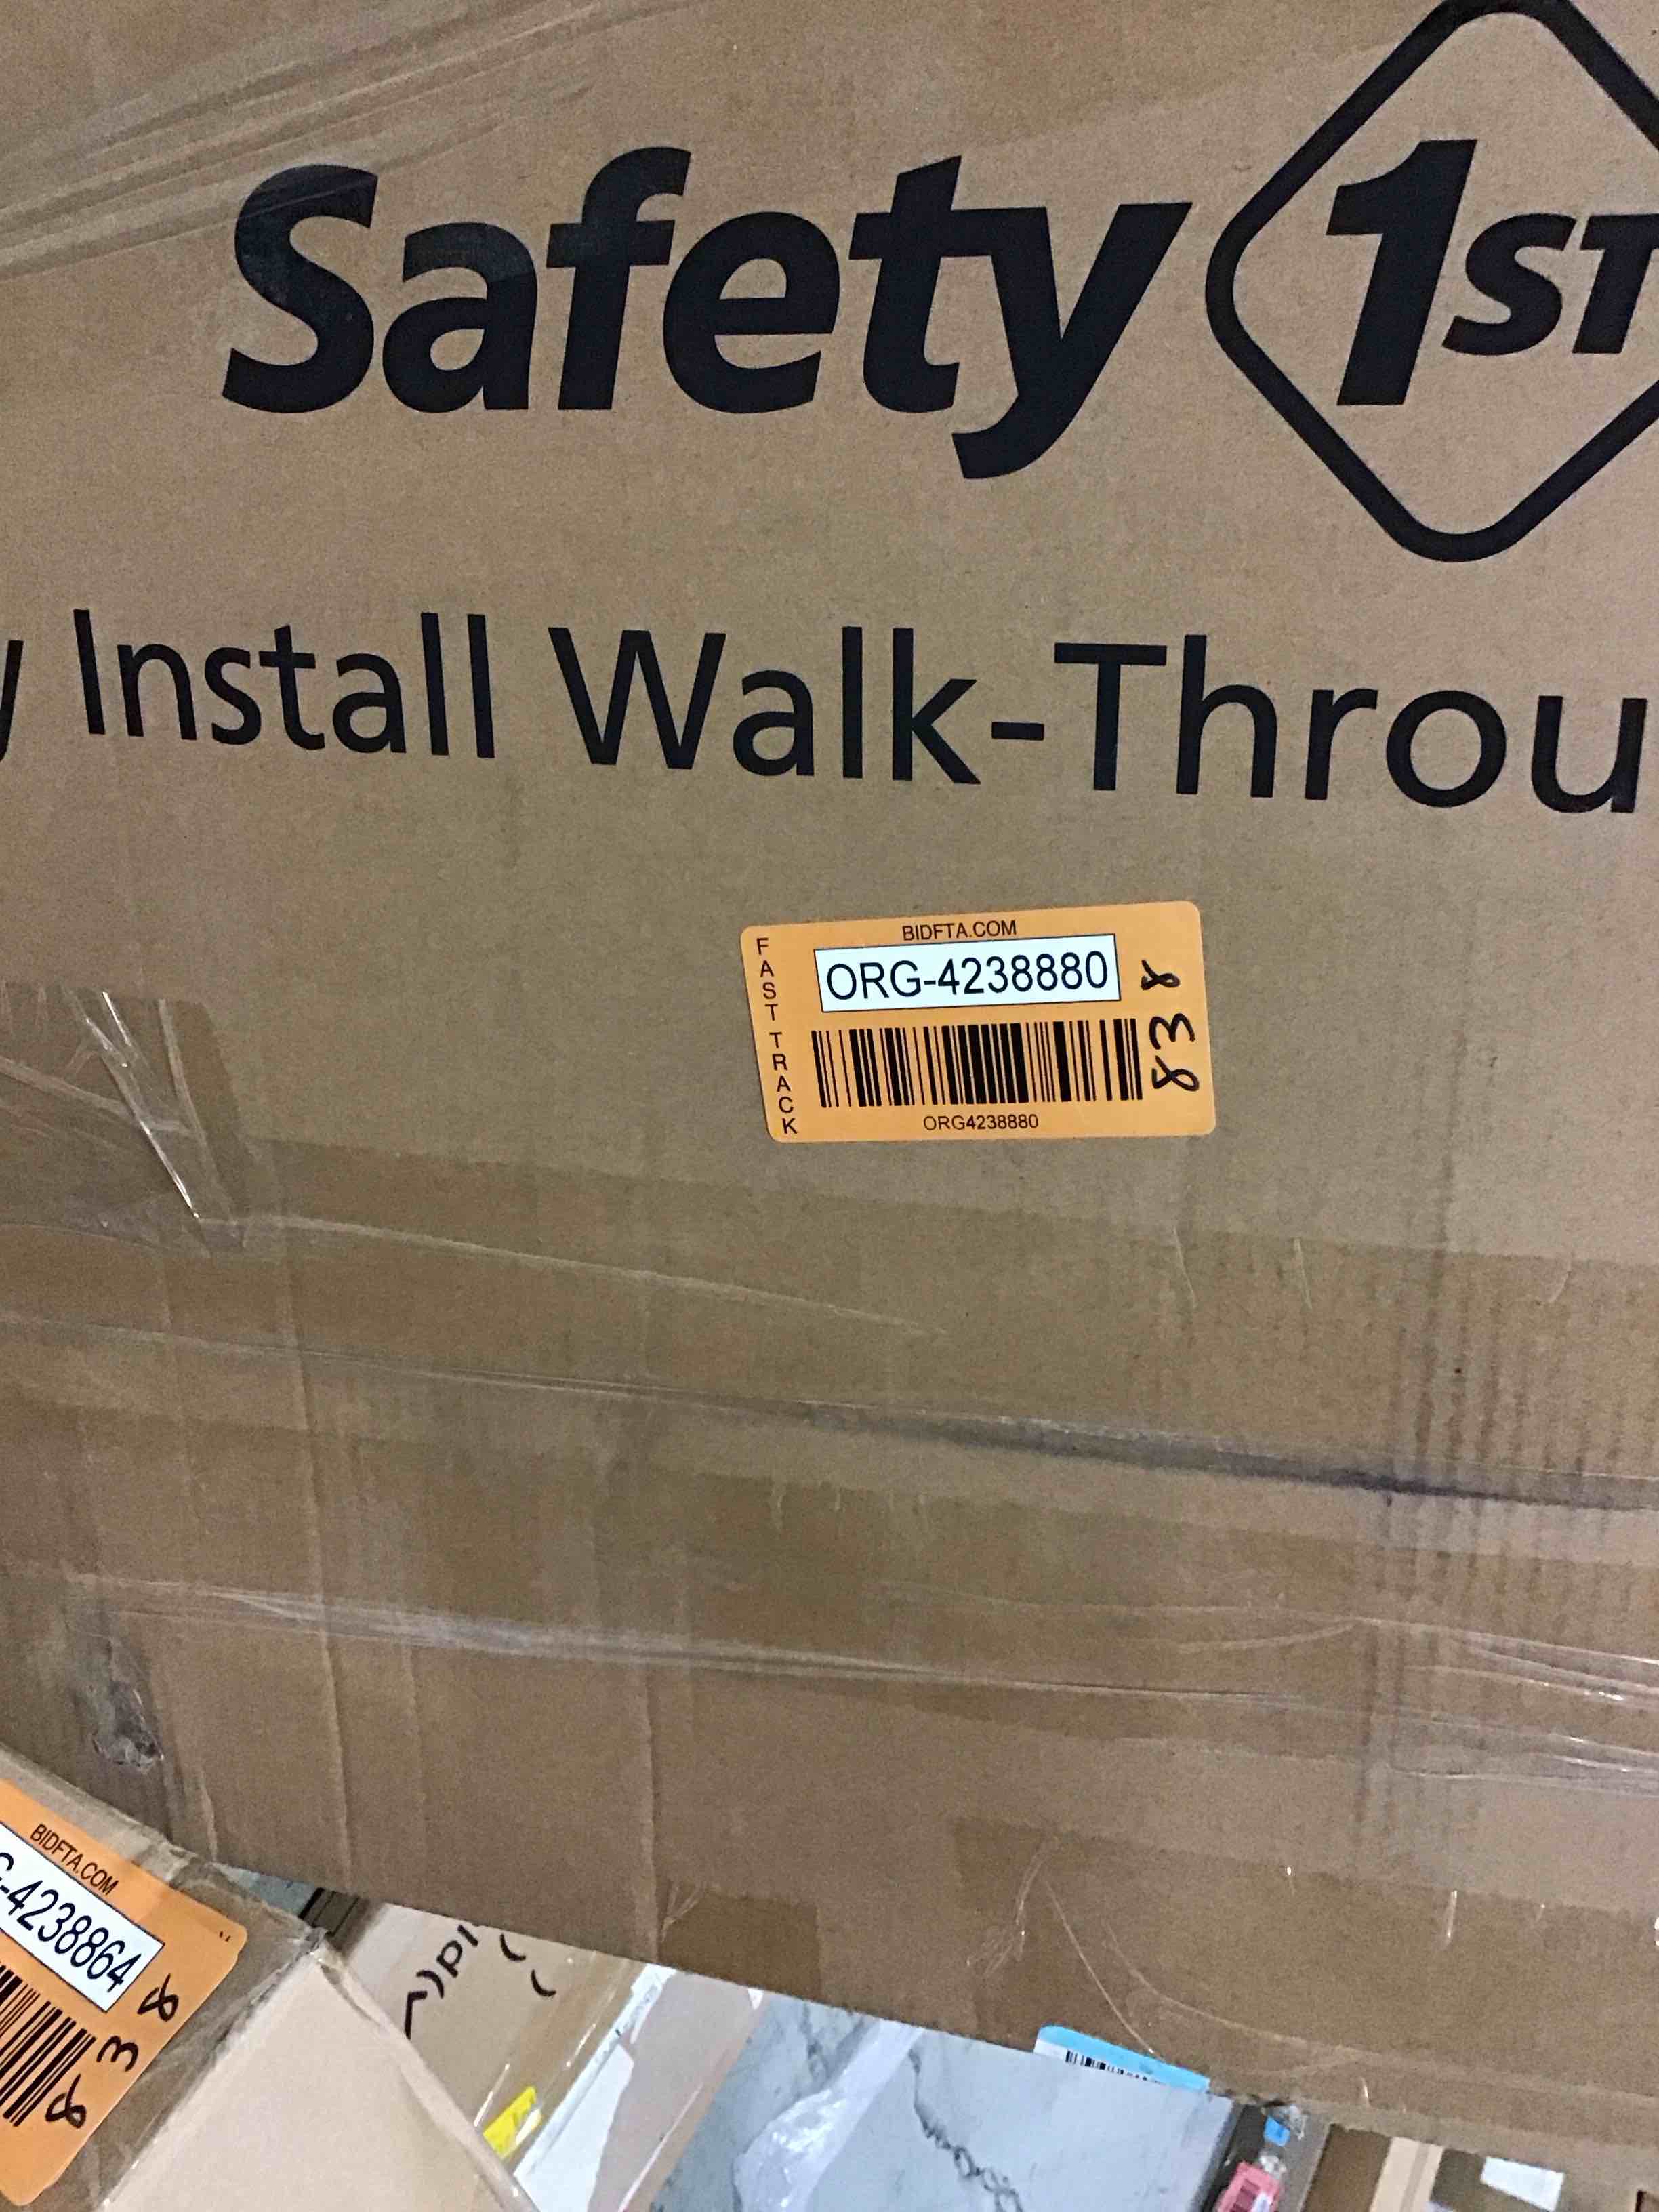 Safety 1ST
y Install Walk-Throu
BIDFTA.COM
FAST TRACK
ORG-4238880
838
ORG4238880
BIDFTA.COM
-4238864
838